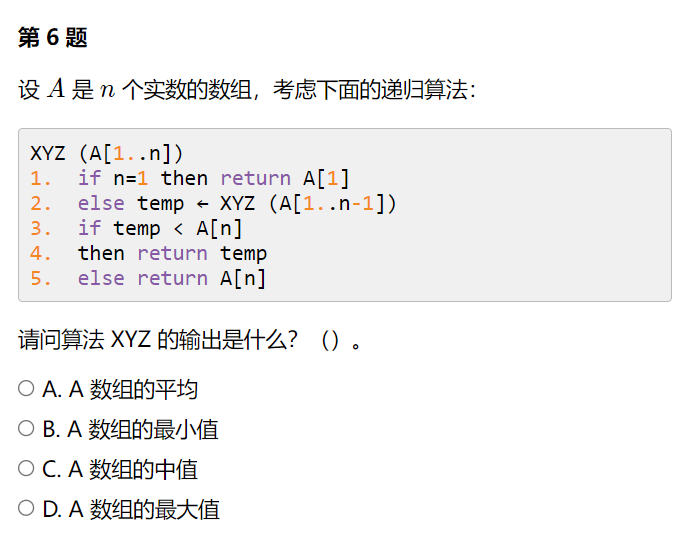 第 6 题
设 A 是 n 个实数的数组，考虑下面的递归算法：
XYZ (A[1..n])
1. if n=1 then return A[1]
2. else temp ← XYZ (A[1..n-1])
3. if temp < A[n]
4. then return temp
5. else return A[n]
请问算法 XYZ 的输出是什么？（）。
A. A 数组的平均
B. A 数组的最小值
C. A 数组的中值
D. A 数组的最大值